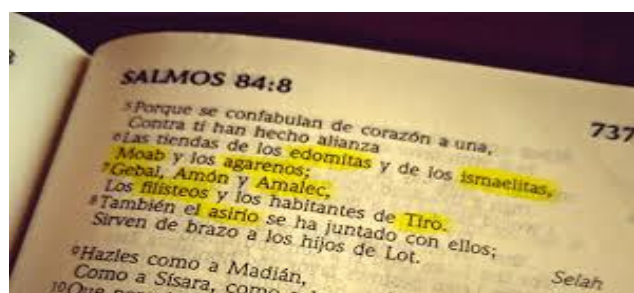 SALMOS 84:8
737
5Porque se confabulan de corazón a una,
Contra ti han hecho alianza
6Las tiendas de los edomitas y de los ismaelitas,
Moab y los agarenos;
7Gebal, Amón y Amalec,
Los filisteos y los habitantes de Tiro.
8También el asirio se ha juntado con ellos;
Sirven de brazo a los hijos de Lot.
Selah
9Hazles como a Madián,
Como a Sísara, como
10Que